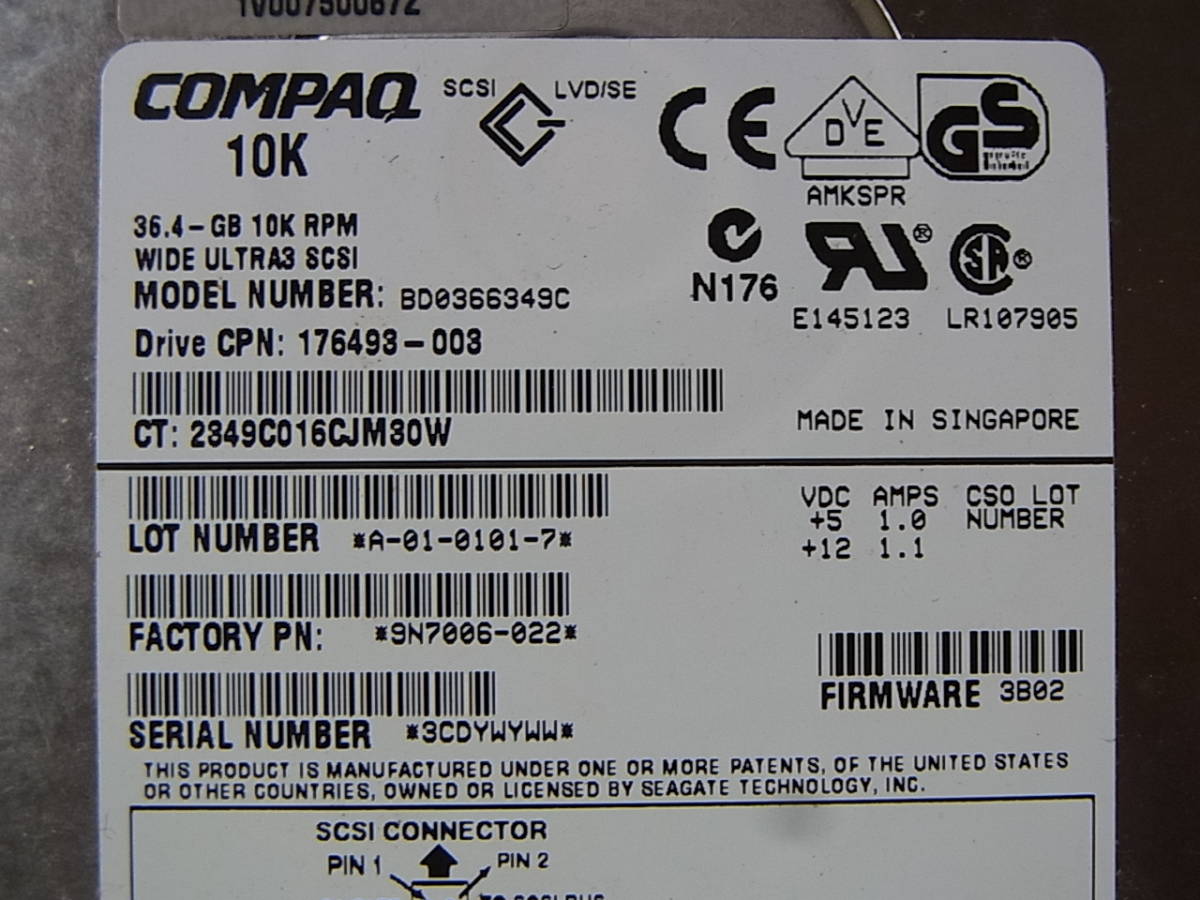 1V00750067Z
COMPAQ
10K
SCSI LVD/SE
CE
DVE
AMKSPR
GS
36.4-GB 10K RPM
WIDE ULTRA3 SCSI
MODEL NUMBER: BD0366349C
Drive CPN: 176493-003
N176
E145123
LR107905
CT: 2349C016CJM30W
MADE IN SINGAPORE
LOT NUMBER *A-01-0101-7*
VDC AMPS CSO LOT
+5 1.0 NUMBER
+12 1.1
FACTORY PN: *9N7006-022*
FIRMWARE 3B02
SERIAL NUMBER *3CDYWYWW*
THIS PRODUCT IS MANUFACTURED UNDER ONE OR MORE PATENTS, OF THE UNITED STATES
OR OTHER COUNTRIES, OWNED OR LICENSED BY SEAGATE TECHNOLOGY, INC.
SCSI CONNECTOR
PIN 1 PIN 2